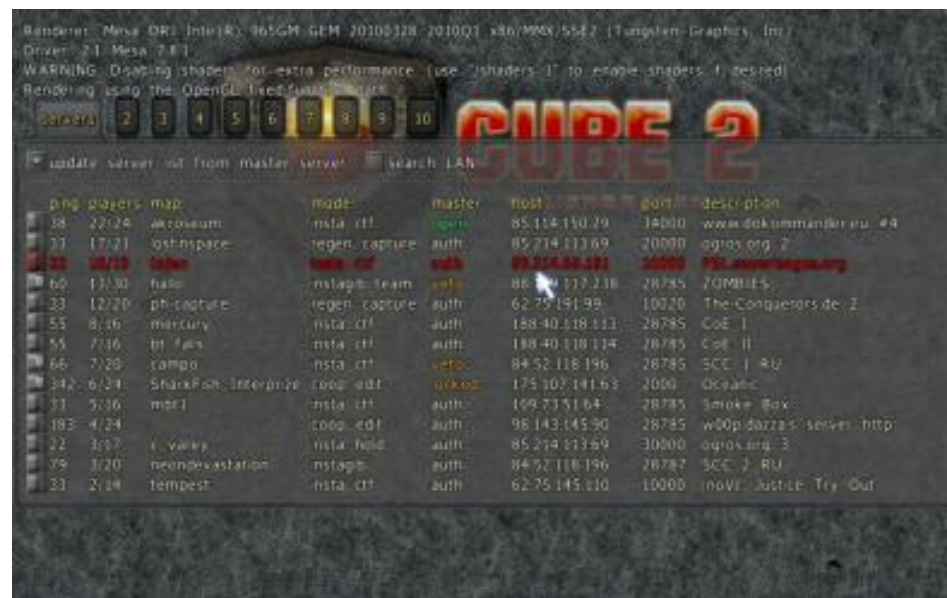 Renderer: Mesa DRI Intel(R) 965GM GEM 20100328 2010Q1 x86/MMX/SSE2 (Tungsten Graphics, Inc)
Driver: 2.1 Mesa 7.8.1
WARNING: Disabling shaders for extra performance. (use "/shaders 1" to enable shaders if desired)
Rendering using the OpenGL fixed-function
servers 2 3 4 5 6 7 8 9 10
CUBE 2
update server list from master server search LAN
ping players map mode master host port description
38 22/24 akroseum insta ctf open 85.114.150.29 34000 www.dokommander.eu #4
33 17/21 lostinspace regen capture auth 85.214.113.69 20000 ogros.org 2
insta ctf auth
60 13/30 hallo instagib team veto 28785 ZOMBIES
33 12/20 ph-capture regen capture auth 62.75.191.99 10020 The-Conquerors.de 2
55 8/16 mercury insta ctf auth 188.40.118.113 28785 CoE I
55 7/16 bt_falls insta ctf auth 188.40.118.114 28785 CoE II
66 7/20 campo insta ctf veto 84.52.118.196 28785 SCC 1 RU
342 6/24 SharkFish_Interprize coop edit locked 175.107.141.63 2000 Oceanic
33 5/16 mbt1 insta ctf auth 109.73.51.64 28785 Smoke Box
183 4/24 coop edit auth 98.143.145.90 28785 w00p|dazza's server http:
22 3/17 c_valley insta hold auth 85.214.113.69 30000 ogros.org 3
79 3/20 neondevastation instagib auth 84.52.118.196 28787 SCC 2 RU
33 2/14 tempest insta ctf auth 62.75.145.110 10000 Justice Try Out